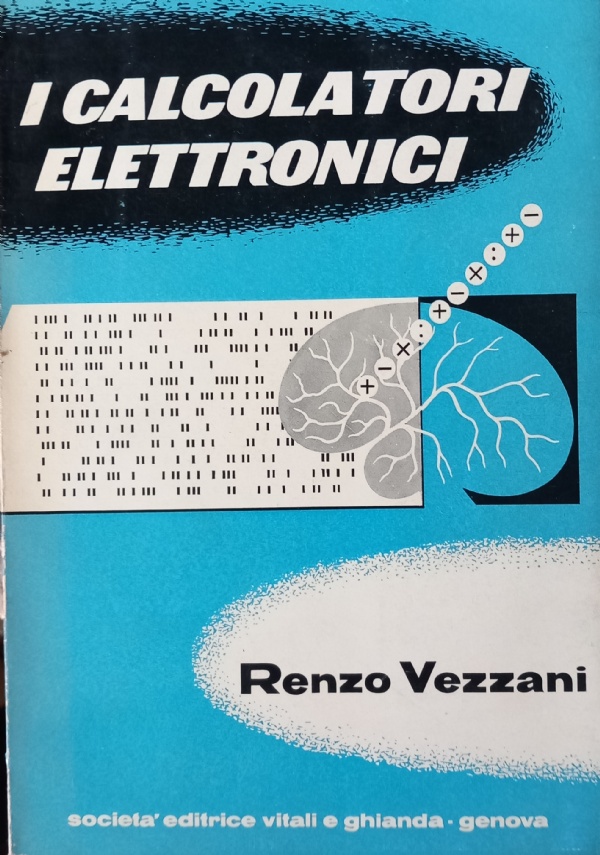 I CALCOLATORI
ELETTRONICI
+ − × : + − × : + −
Renzo Vezzani
societa' editrice vitali e ghianda - genova